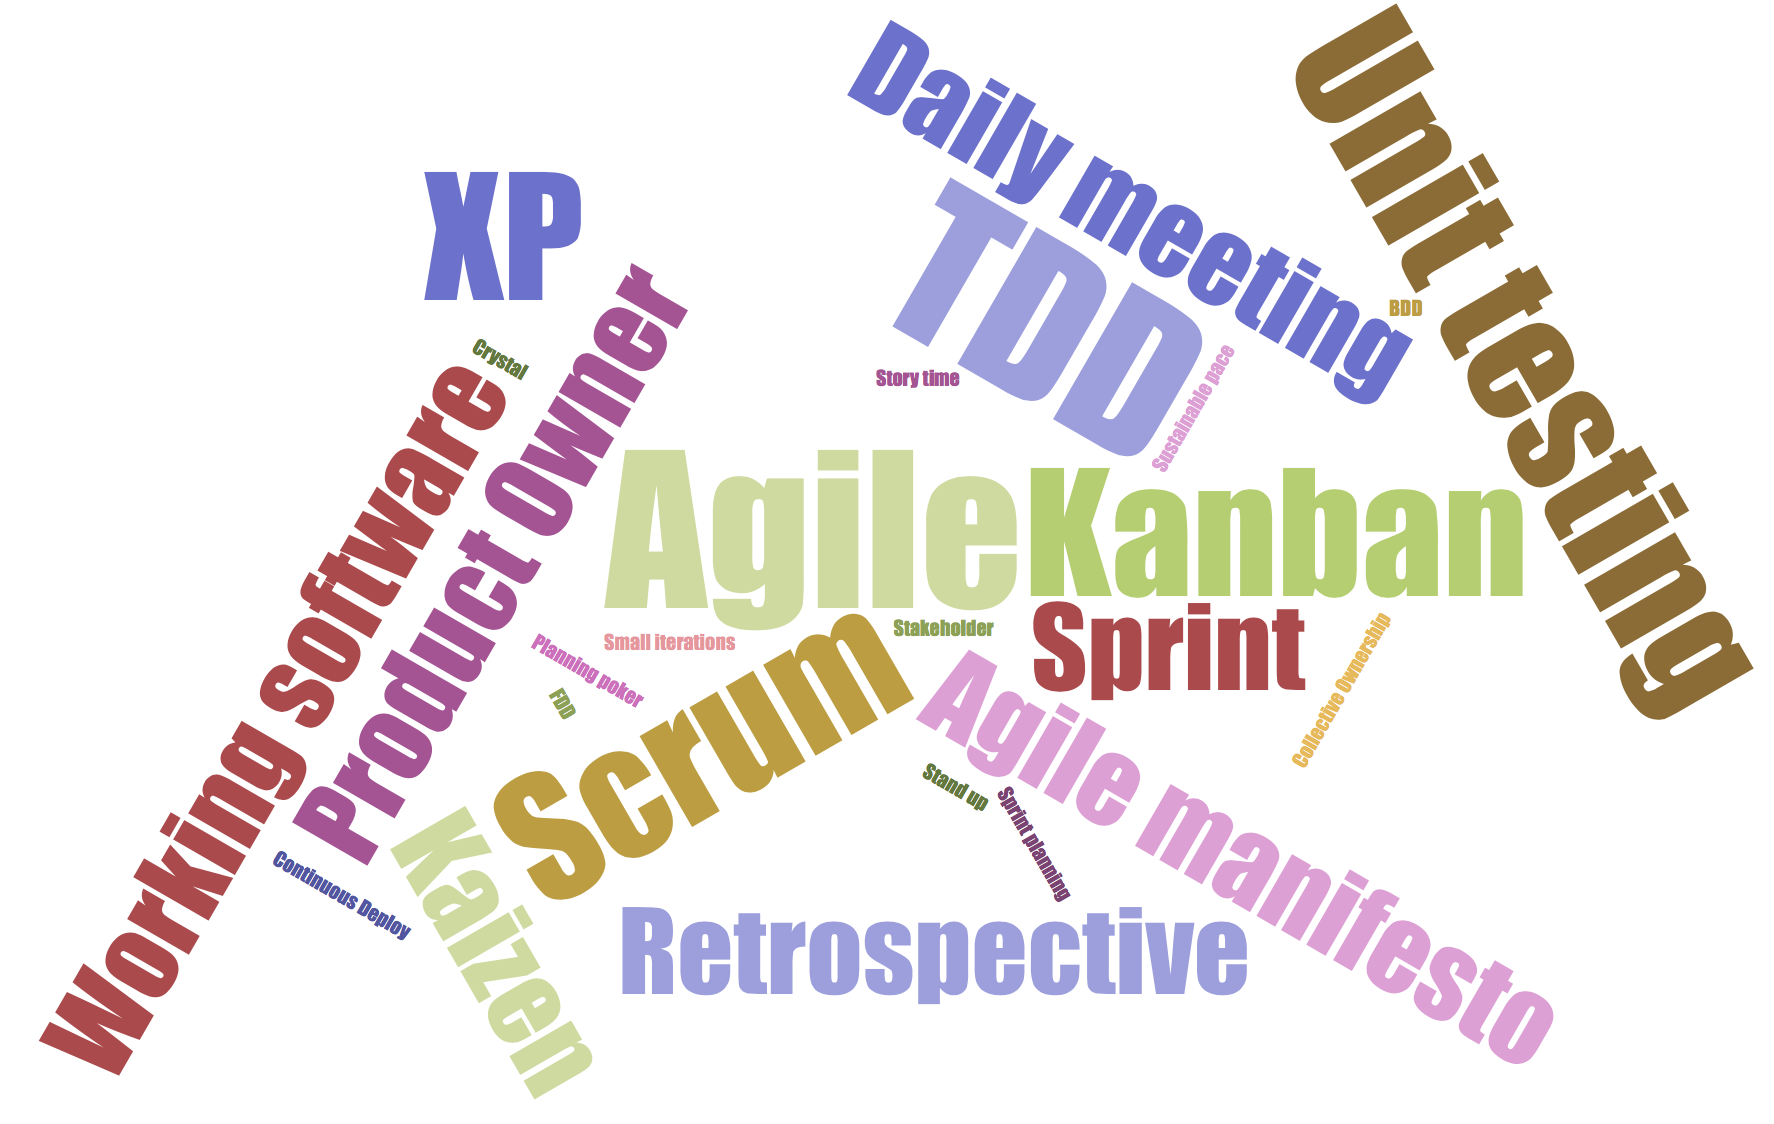 Daily meeting
Unit testing
XP
TDD
BDD
Crystal
Product Owner
Story time
Sustainable pace
Working software
Agile
Kanban
Small iterations
Stakeholder
Sprint
Planning poker
FDD
Scrum
Collective Ownership
Agile manifesto
Stand up
Sprint planning
Continuous Deploy
Kaizen
Retrospective